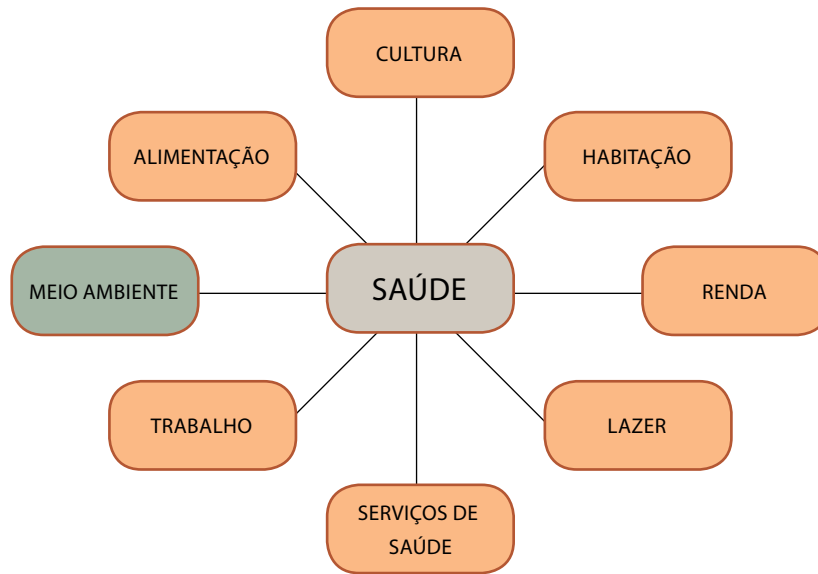 CULTURA
ALIMENTAÇÃO
HABITAÇÃO
MEIO AMBIENTE
SAÚDE
RENDA
TRABALHO
LAZER
SERVIÇOS DE
SAÚDE